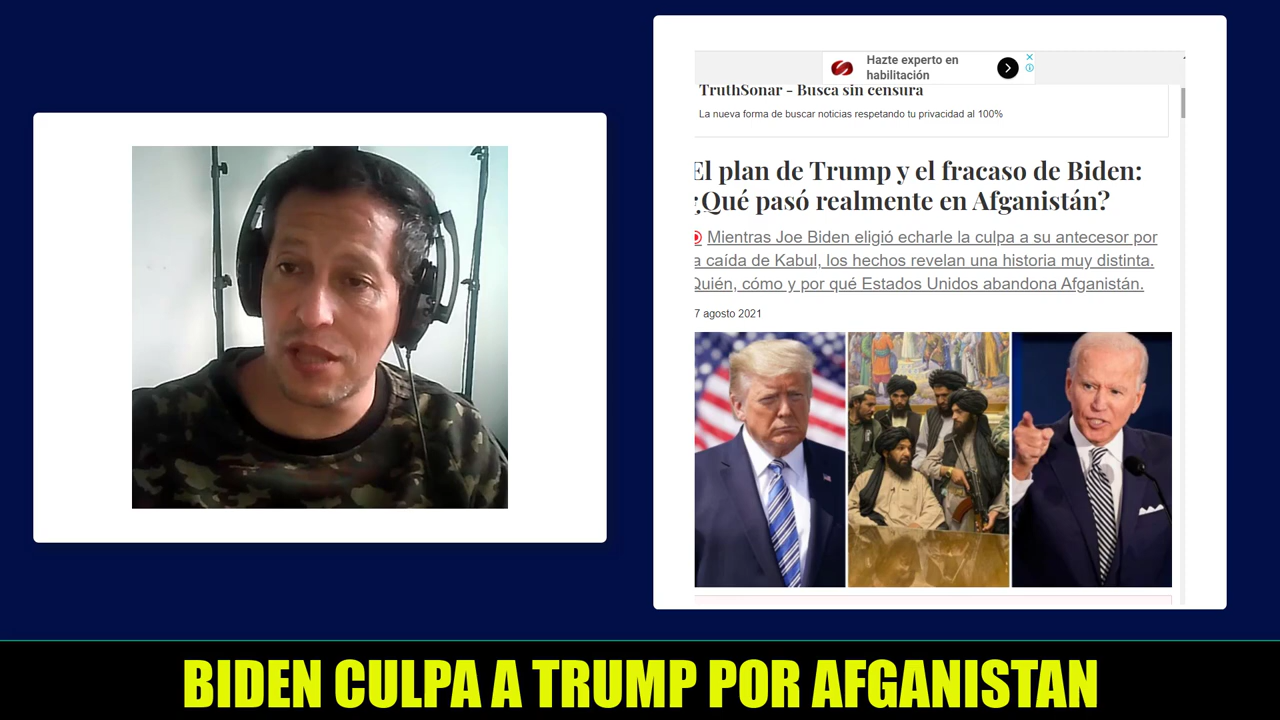 Hazte experto en
habilitación
TruthSonar - Busca sin censura
La nueva forma de buscar noticias respetando tu privacidad al 100%
El plan de Trump y el fracaso de Biden:
¿Qué pasó realmente en Afganistán?
Mientras Joe Biden eligió echarle la culpa a su antecesor por
a caída de Kabul, los hechos revelan una historia muy distinta.
Quién, cómo y por qué Estados Unidos abandona Afganistán.
7 agosto 2021
BIDEN CULPA A TRUMP POR AFGANISTAN